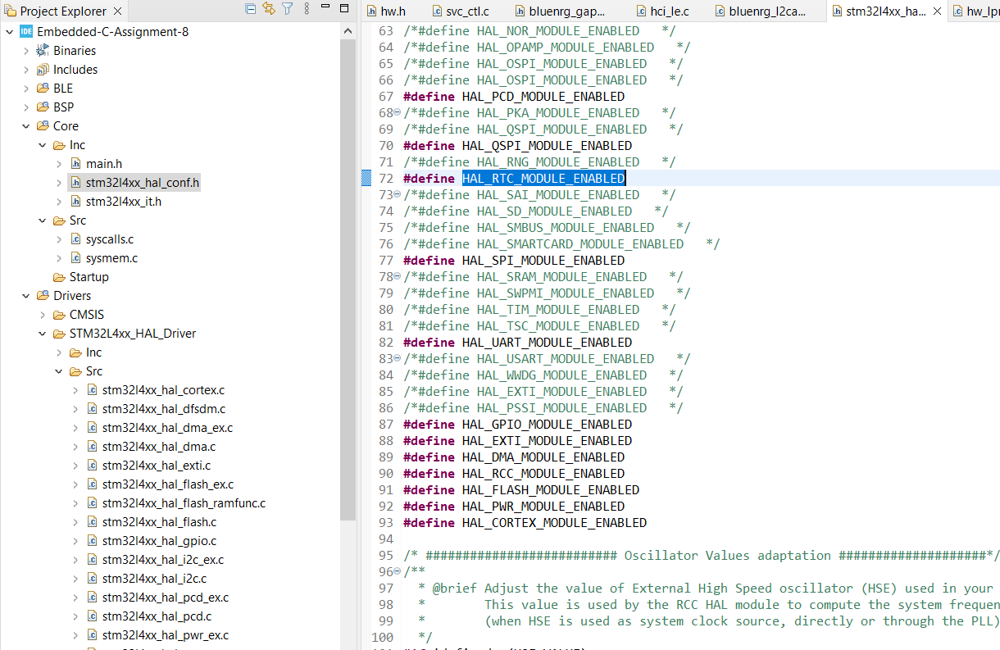 Project Explorer
Embedded-C-Assignment-8
Binaries
Includes
BLE
BSP
Core
Inc
main.h
stm32l4xx_hal_conf.h
stm32l4xx_it.h
Src
syscalls.c
sysmem.c
Startup
Drivers
CMSIS
STM32L4xx_HAL_Driver
Inc
Src
stm32l4xx_hal_cortex.c
stm32l4xx_hal_dfsdm.c
stm32l4xx_hal_dma_ex.c
stm32l4xx_hal_dma.c
stm32l4xx_hal_exti.c
stm32l4xx_hal_flash_ex.c
stm32l4xx_hal_flash_ramfunc.c
stm32l4xx_hal_flash.c
stm32l4xx_hal_gpio.c
stm32l4xx_hal_i2c_ex.c
stm32l4xx_hal_i2c.c
stm32l4xx_hal_pcd_ex.c
stm32l4xx_hal_pcd.c
stm32l4xx_hal_pwr_ex.c
hw.h svc_ctl.c bluenrg_gap... hci_le.c bluenrg_l2ca... stm32l4xx_ha... hw_lp
63 /*#define HAL_NOR_MODULE_ENABLED   */
64 /*#define HAL_OPAMP_MODULE_ENABLED   */
65 /*#define HAL_OSPI_MODULE_ENABLED   */
66 /*#define HAL_OSPI_MODULE_ENABLED   */
67 #define HAL_PCD_MODULE_ENABLED
68 /*#define HAL_PKA_MODULE_ENABLED   */
69 /*#define HAL_QSPI_MODULE_ENABLED   */
70 #define HAL_QSPI_MODULE_ENABLED
71 /*#define HAL_RNG_MODULE_ENABLED   */
72 #define HAL_RTC_MODULE_ENABLED
73 /*#define HAL_SAI_MODULE_ENABLED   */
74 /*#define HAL_SD_MODULE_ENABLED   */
75 /*#define HAL_SMBUS_MODULE_ENABLED   */
76 /*#define HAL_SMARTCARD_MODULE_ENABLED   */
77 #define HAL_SPI_MODULE_ENABLED
78 /*#define HAL_SRAM_MODULE_ENABLED   */
79 /*#define HAL_SWPMI_MODULE_ENABLED   */
80 /*#define HAL_TIM_MODULE_ENABLED   */
81 /*#define HAL_TSC_MODULE_ENABLED   */
82 #define HAL_UART_MODULE_ENABLED
83 /*#define HAL_USART_MODULE_ENABLED   */
84 /*#define HAL_WWDG_MODULE_ENABLED   */
85 /*#define HAL_EXTI_MODULE_ENABLED   */
86 /*#define HAL_PSSI_MODULE_ENABLED   */
87 #define HAL_GPIO_MODULE_ENABLED
88 #define HAL_EXTI_MODULE_ENABLED
89 #define HAL_DMA_MODULE_ENABLED
90 #define HAL_RCC_MODULE_ENABLED
91 #define HAL_FLASH_MODULE_ENABLED
92 #define HAL_PWR_MODULE_ENABLED
93 #define HAL_CORTEX_MODULE_ENABLED
94
95 /* ########################## Oscillator Values adaptation ####################*/
96 /**
97 * @brief Adjust the value of External High Speed oscillator (HSE) used in your
98 * This value is used by the RCC HAL module to compute the system frequen
99 * (when HSE is used as system clock source, directly or through the PLL)
100 */